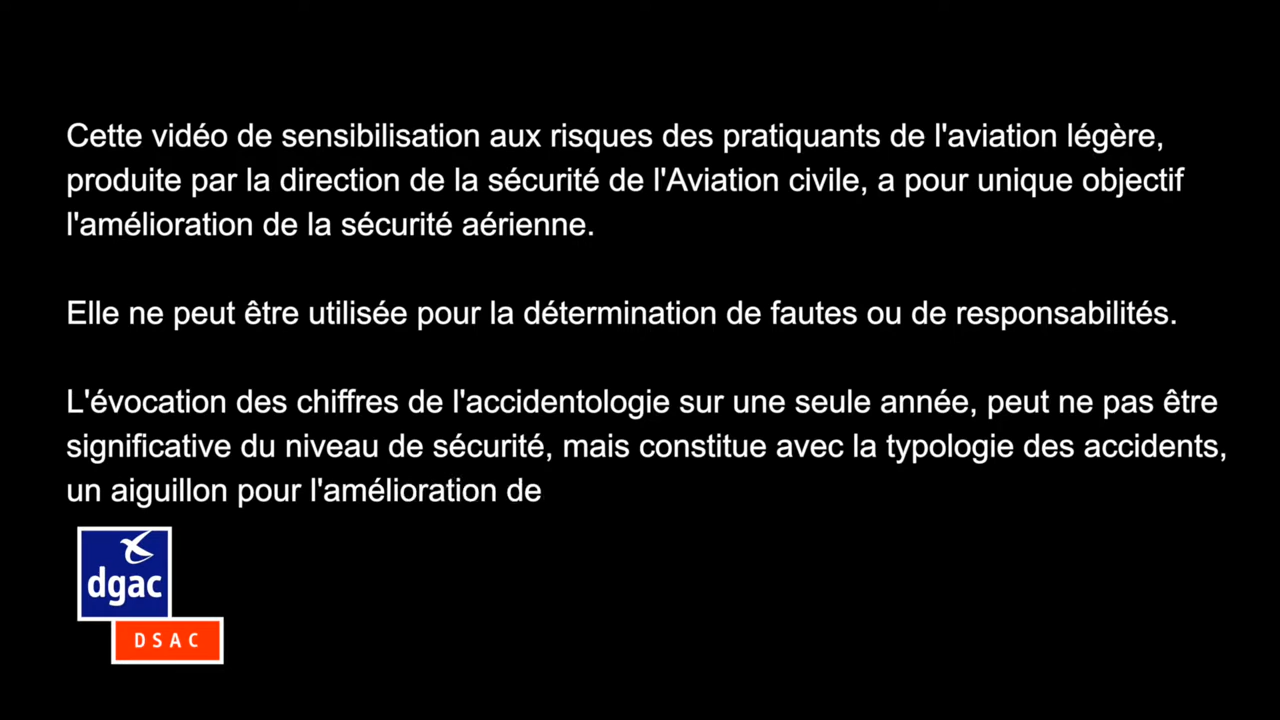 Cette vidéo de sensibilisation aux risques des pratiquants de l'aviation légère,
produite par la direction de la sécurité de l'Aviation civile, a pour unique objectif
l'amélioration de la sécurité aérienne.
Elle ne peut être utilisée pour la détermination de fautes ou de responsabilités.
L'évocation des chiffres de l'accidentologie sur une seule année, peut ne pas être
significative du niveau de sécurité, mais constitue avec la typologie des accidents,
un aiguillon pour l'amélioration de
dgac
DSAC